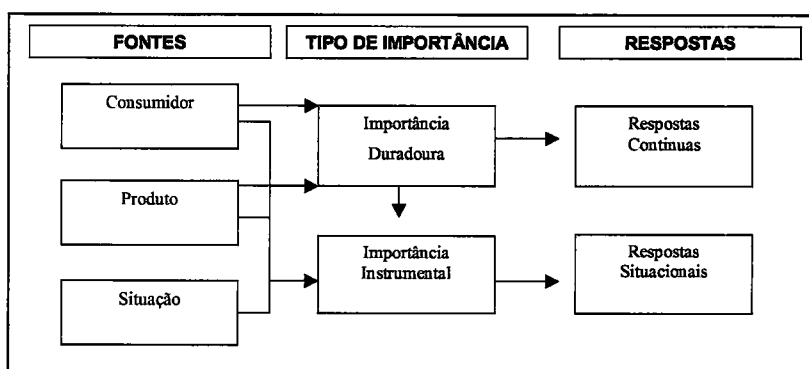 FONTES
TIPO DE IMPORTÂNCIA
RESPOSTAS
Consumidor
Importância
Duradoura
Respostas
Contínuas
Produto
Importância
Instrumental
Respostas
Situacionais
Situação